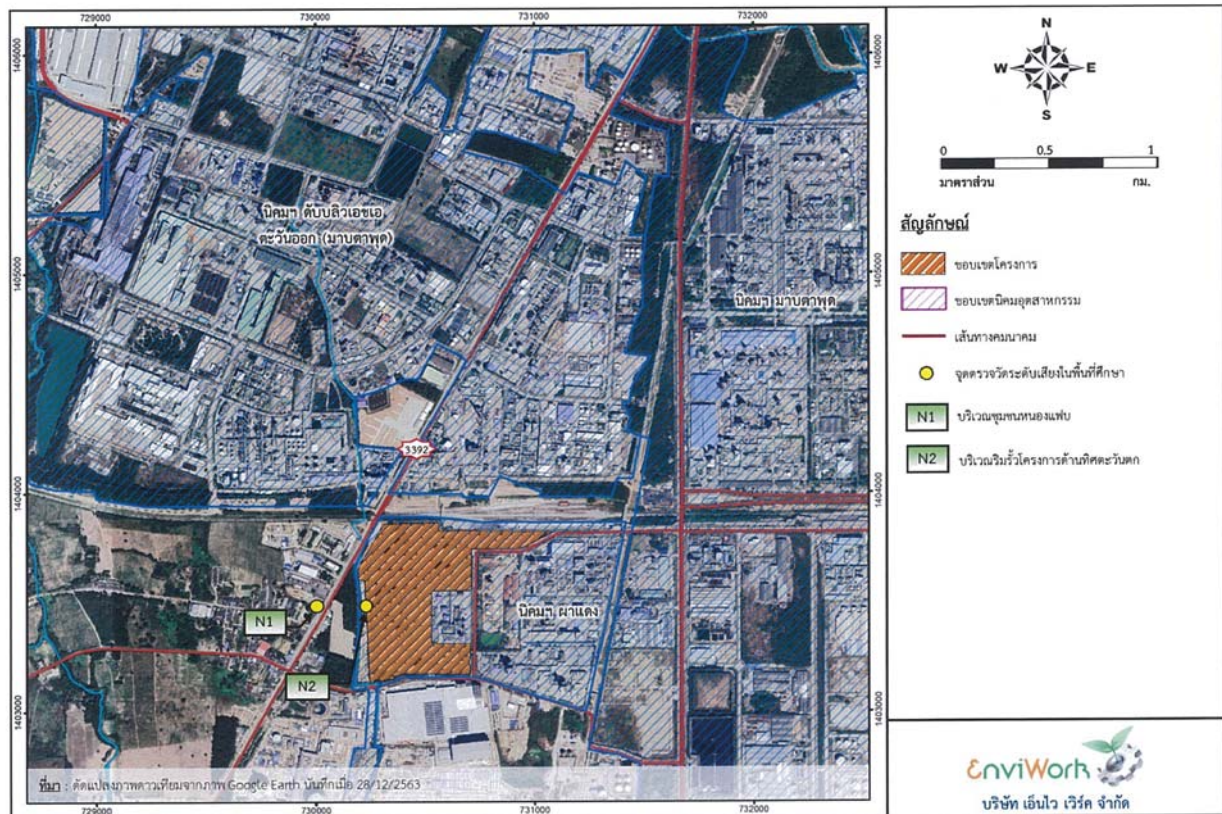 729000
730000
731000
732000
1406000
1406000
นิคมฯ ดับบลิวเอชเอ
ตะวันออก (มาบตาพุด)
1405000
1405000
นิคมฯ มาบตาพุด
3392
1404000
1404000
นิคมฯ ผาแดง
N1
N2
1403000
1403000
ที่มา : ดัดแปลงภาพดาวเทียมจากภาพ Google Earth บันทึกเมื่อ 28/12/2563
729000
730000
731000
732000
N
W
E
S
0
0.5
1
มาตราส่วน
กม.
สัญลักษณ์
ขอบเขตโครงการ
ขอบเขตนิคมอุตสาหกรรม
เส้นทางคมนาคม
จุดตรวจวัดระดับเสียงในพื้นที่ศึกษา
N1 บริเวณชุมชนหนองแฟบ
N2 บริเวณริมรั้วโครงการด้านทิศตะวันตก
EnviWork
บริษัท เอ็นไว เวิร์ค จำกัด